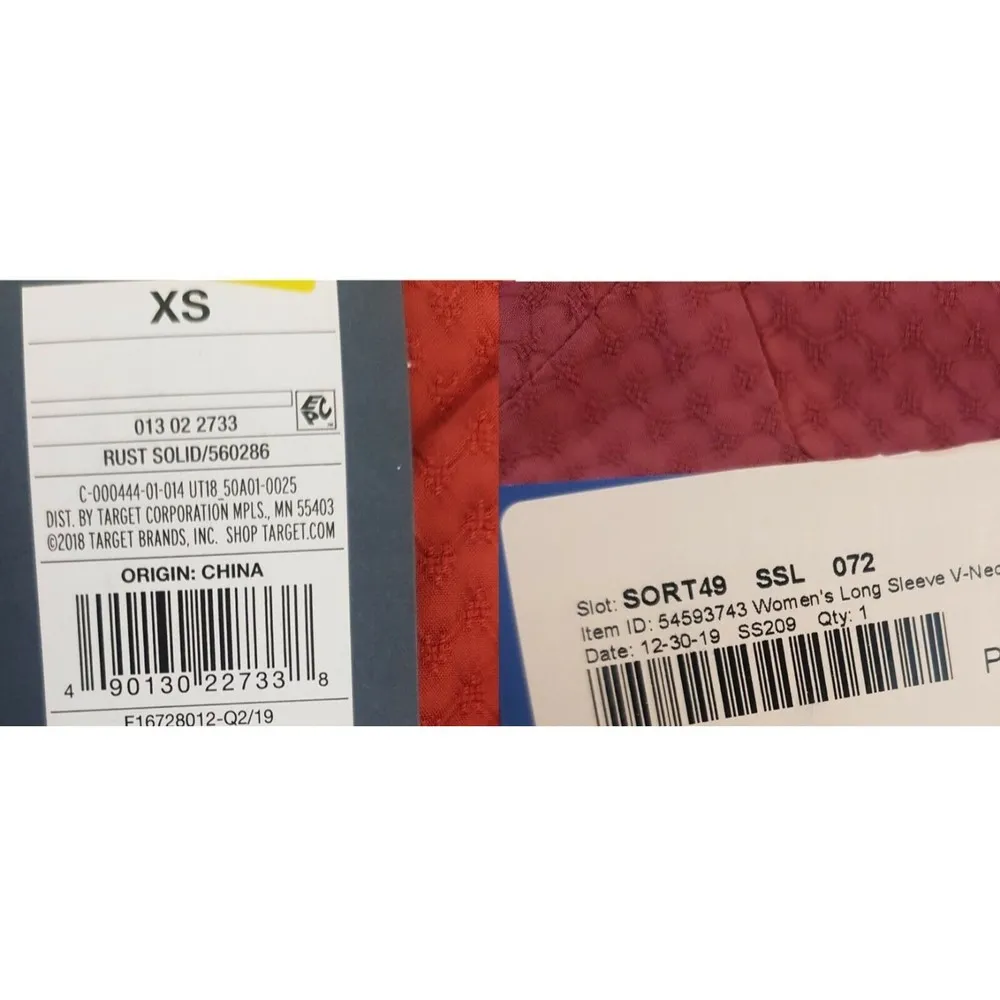 XS
EPC
013 02 2733
RUST SOLID/560286
C-000444-01-014 UT18_50A01-0025
DIST. BY TARGET CORPORATION MPLS., MN 55403
©2018 TARGET BRANDS, INC. SHOP TARGET.COM
ORIGIN: CHINA
4 90130 22733 8
F16728012-Q2/19
Slot: SORT49 SSL 072
Item ID: 54593743 Women's Long Sleeve V-Nec
Date: 12-30-19 SS209 Qty: 1
P